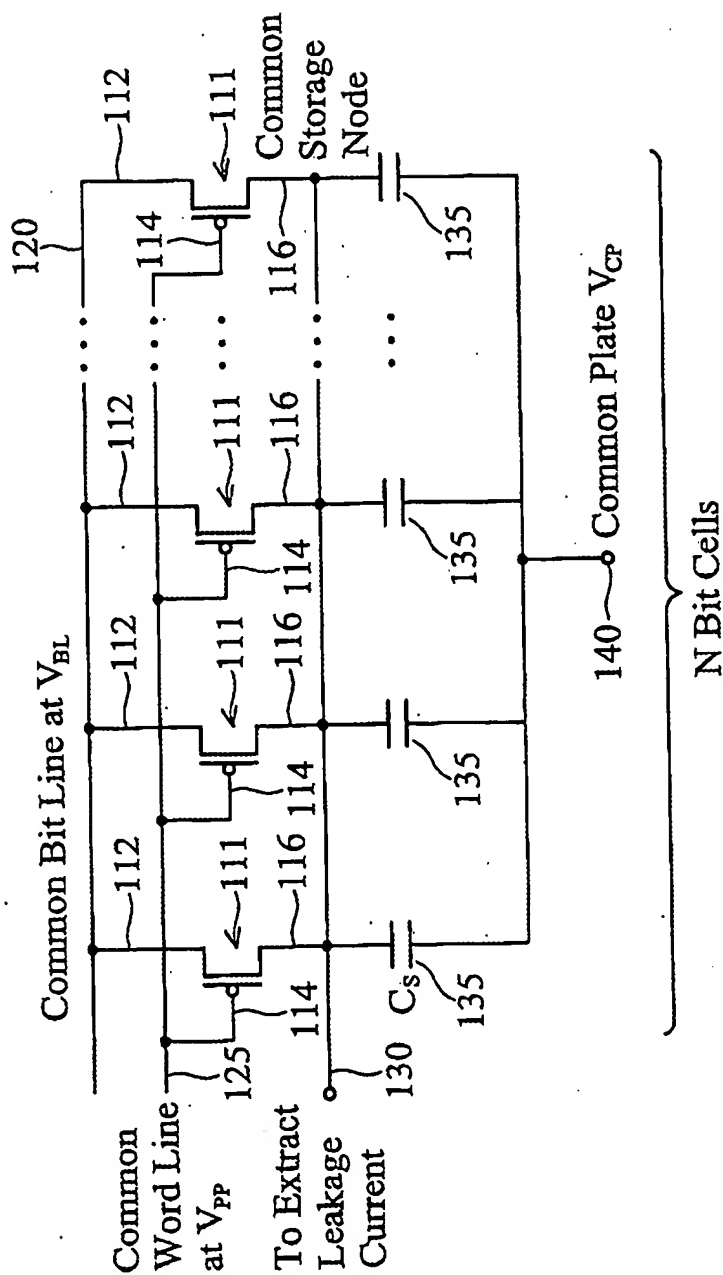 Common Bit Line at V_BL
120
112
112
112
112
Common
Word Line
at V_PP
125
114
114
114
114
111
111
111
111
116
116
116
116
Common
Storage
Node
To Extract
Leakage
Current
130
C_S
135
135
135
135
140
Common Plate V_CP
N Bit Cells